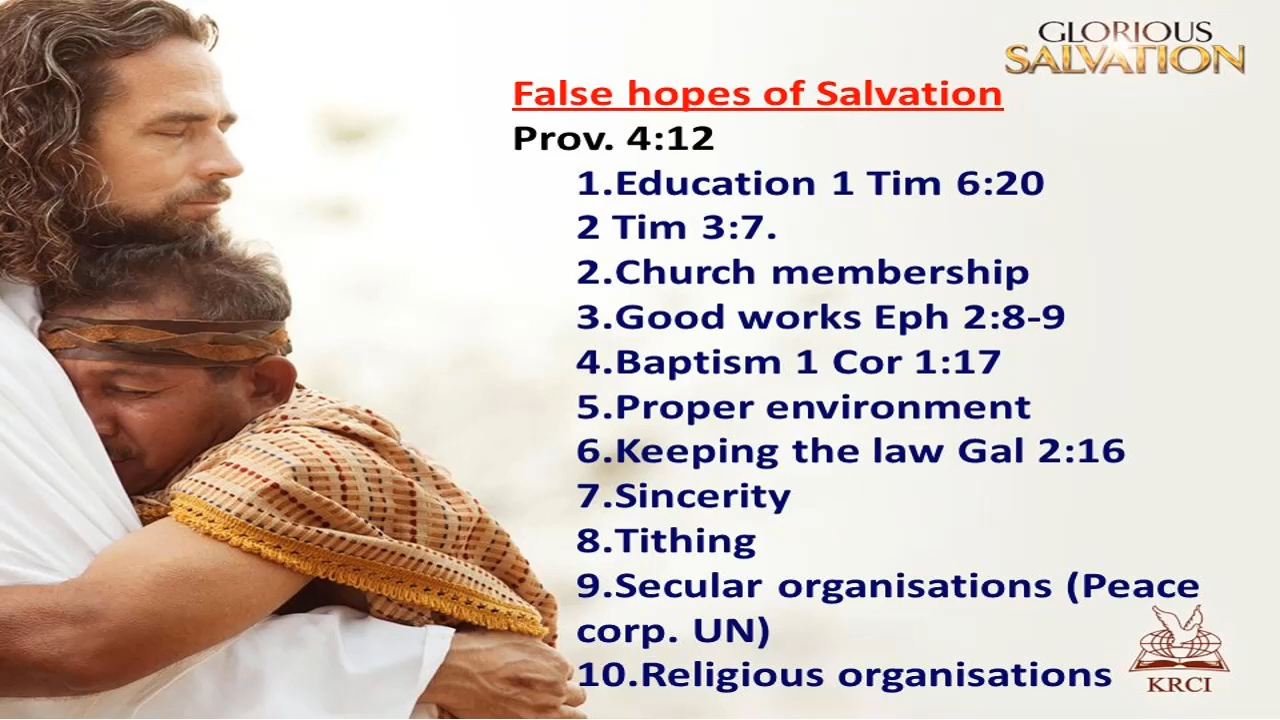 GLORIOUS
SALVATION
False hopes of Salvation
Prov. 4:12
1.Education 1 Tim 6:20
2 Tim 3:7.
2.Church membership
3.Good works Eph 2:8-9
4.Baptism 1 Cor 1:17
5.Proper environment
6.Keeping the law Gal 2:16
7.Sincerity
8.Tithing
9.Secular organisations (Peace
corp. UN)
10.Religious organisations
KRCI